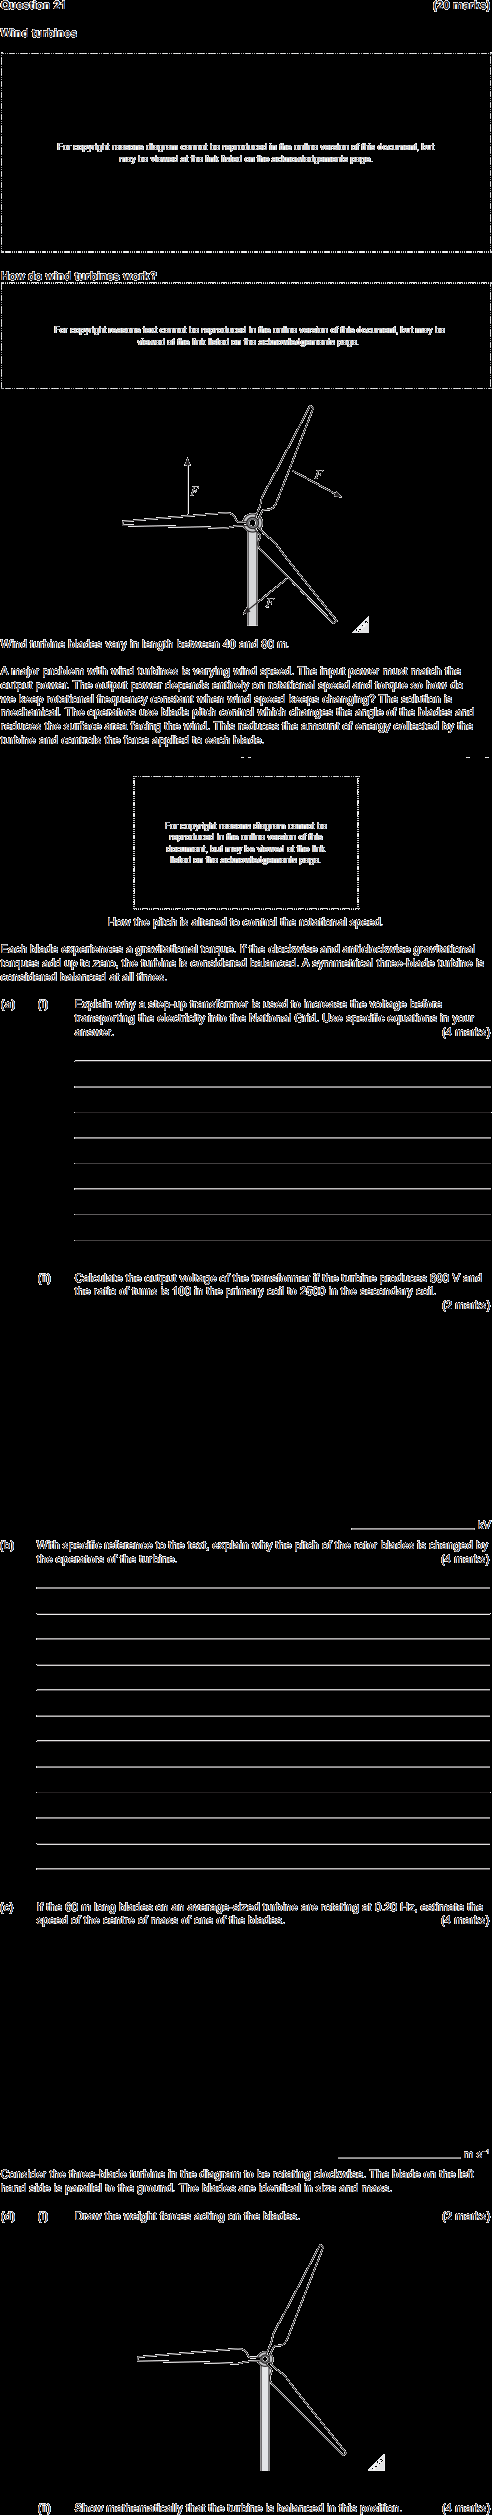 Question 21 (20 marks)
Wind turbines
For copyright reasons diagram cannot be reproduced in the online version of this document, but
may be viewed at the link listed on the acknowledgements page.
How do wind turbines work?
For copyright reasons text cannot be reproduced in the online version of this document, but may be
viewed at the link listed on the acknowledgements page.
F
F
F
Wind turbine blades vary in length between 40 and 80 m.
A major problem with wind turbines is varying wind speed. The input power must match the
output power. The output power depends entirely on rotational speed and torque so how do
we keep rotational frequency constant when wind speed keeps changing? The solution is
mechanical. The operators use blade pitch control which changes the angle of the blades and
reduces the surface area facing the wind. This reduces the amount of energy collected by the
turbine and controls the force applied to each blade.
For copyright reasons diagram cannot be
reproduced in the online version of this
document, but may be viewed at the link
listed on the acknowledgements page.
How the pitch is altered to control the rotational speed.
Each blade experiences a gravitational torque. If the clockwise and anticlockwise gravitational
torques add up to zero, the turbine is considered balanced. A symmetrical three-blade turbine is
considered balanced at all times.
(a) (i) Explain why a step-up transformer is used to increase the voltage before
transporting the electricity into the National Grid. Use specific equations in your
answer. (4 marks)
(ii) Calculate the output voltage of the transformer if the turbine produces V and
the ratio of turns is 100 in the primary coil to 2500 in the secondary coil.
(2 marks)
kV
(b) With specific reference to the text, explain why the pitch of the rotor blades is changed by
the operators of the turbine. (4 marks)
(c) If the 60 m long blades on an average-sized turbine are rotating at 0.20 Hz, estimate the
speed of the centre of mass of one of the blades. (4 marks)
m s⁻¹
Consider the three-blade turbine in the diagram to be rotating clockwise. The blade on the left
hand side is parallel to the ground. The blades are identical in size and mass.
(d) (i) Draw the weight forces acting on the blades. (2 marks)
(ii) Show mathematically that the turbine is balanced in this position. (4 marks)